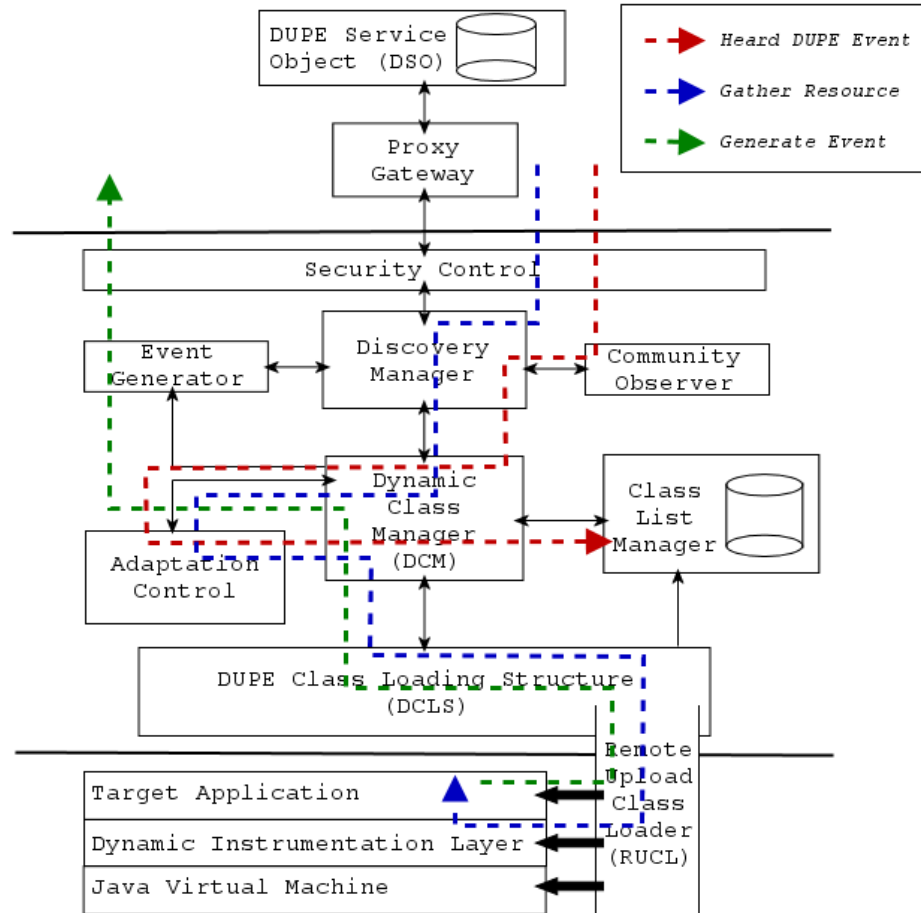 DUPE Service
Object (DSO)
Heard DUPE Event
Gather Resource
Generate Event
Proxy
Gateway
Security Control
Event
Generator
Discovery
Manager
Community
Observer
Dynamic
Class
Manager
(DCM)
Class
List
Manager
Adaptation
Control
DUPE Class Loading Structure
(DCLS)
Remote
Upload
Class
Loader
(RUCL)
Target Application
Dynamic Instrumentation Layer
Java Virtual Machine